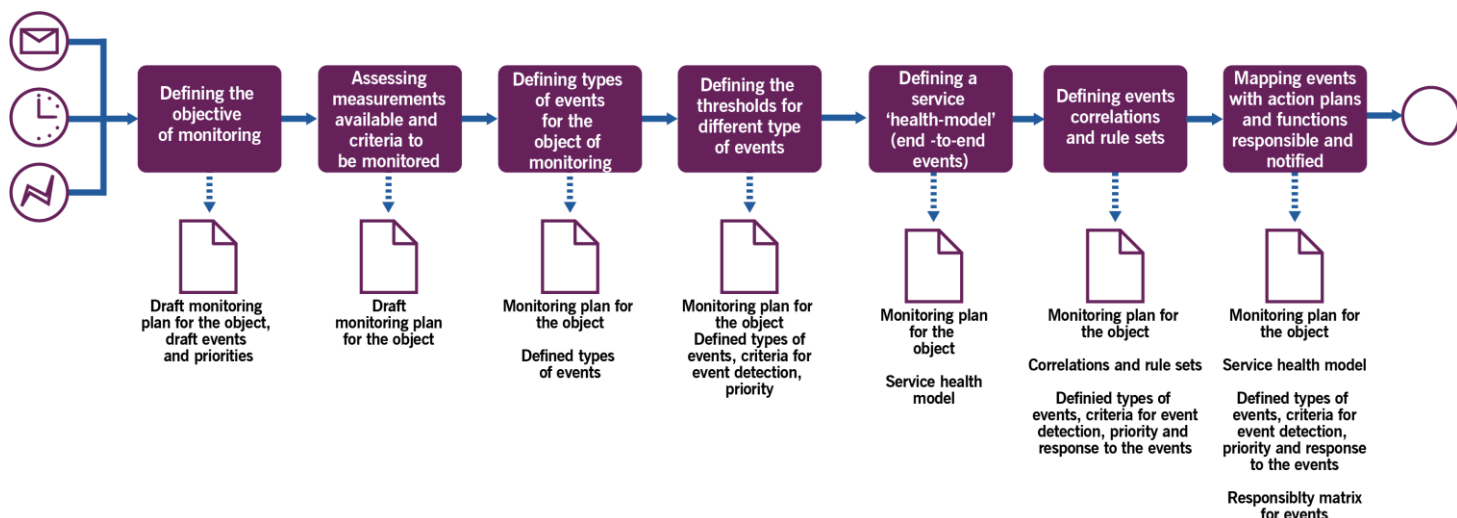 Defining the
objective
of monitoring
Assessing
measurements
available and
criteria to
be monitored
Defining types
of events
for the
object of
monitoring
Defining the
thresholds for
different type
of events
Defining a
service
‘health-model’
(end -to-end
events)
Defining events
correlations
and rule sets
Mapping events
with action plans
and functions
responsible and
notified
Draft monitoring
plan for the object,
draft events
and priorities
Draft
monitoring plan
for the object
Monitoring plan for
the object
Defined types
of events
Monitoring plan for
the object
Defined types of
events, criteria for
event detection,
priority
Monitoring plan
for the
object
Service health
model
Monitoring plan for
the object
Correlations and rule sets
Definied types of
events, criteria for event
detection, priority and
response to the events
Monitoring plan for
the object
Service health model
Defined types of
events, criteria for
event detection,
priority and response
to the events
Responsiblty matrix
for events